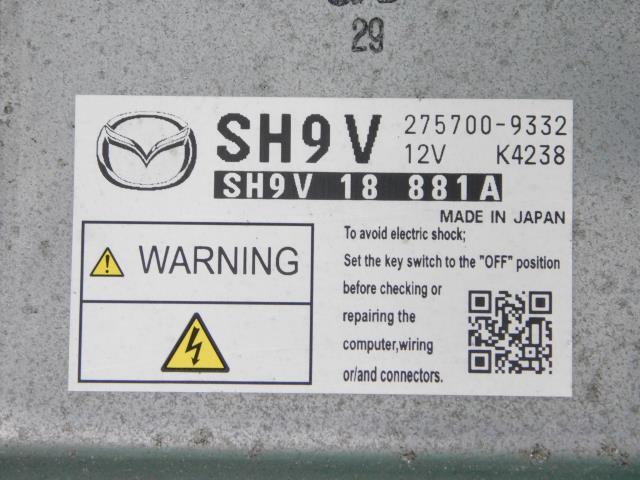 29
SH9V 275700-9332
12V K4238
SH9V 18 881A
MADE IN JAPAN
WARNING
To avoid electric shock;
Set the key switch to the "OFF" position
before checking or
repairing the
computer,wiring
or/and connectors.